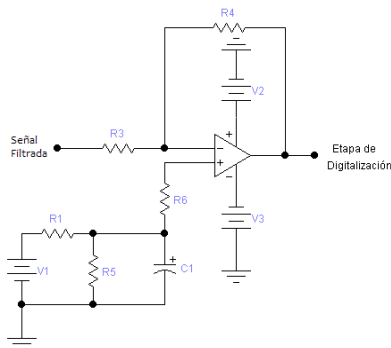 R4
V2
Señal
Filtrada
R3
Etapa de
Digitalización
R6
V3
R1
V1
R5
C1